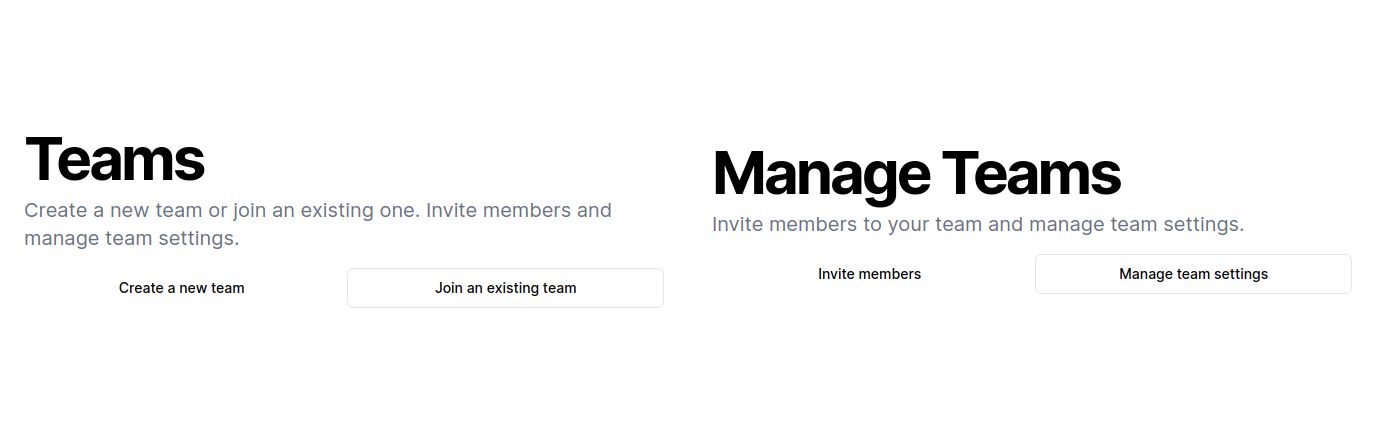 Teams
Create a new team or join an existing one. Invite members and
manage team settings.
Create a new team
Join an existing team
Manage Teams
Invite members to your team and manage team settings.
Invite members
Manage team settings